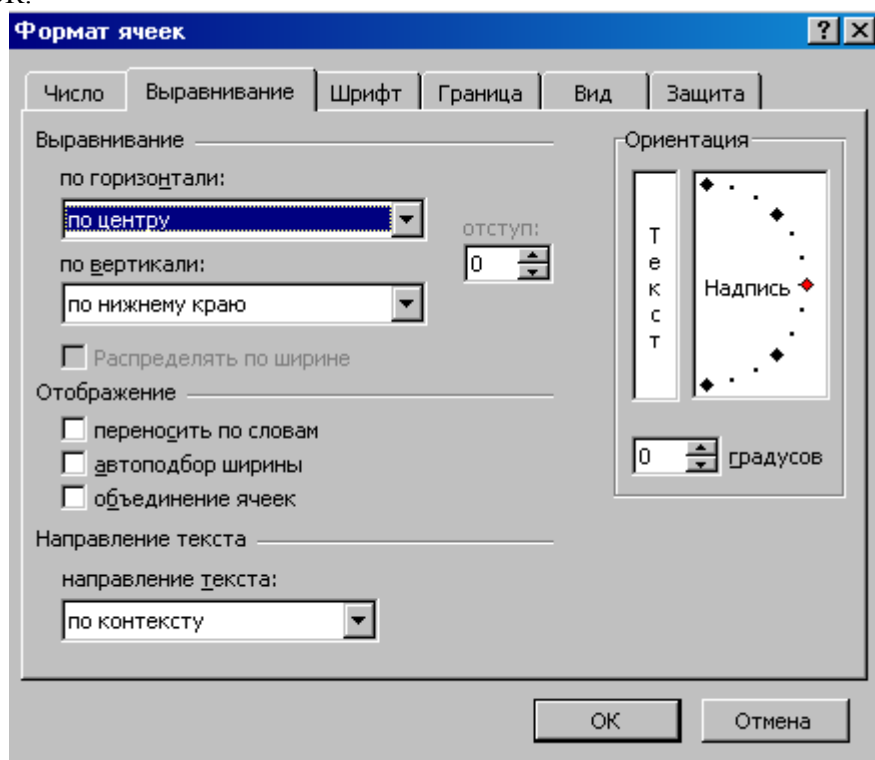 Формат ячеек
Число Выравнивание Шрифт Граница Вид Защита
Выравнивание
по горизонтали:
по центру
отступ:
0
по вертикали:
по нижнему краю
Распределять по ширине
Отображение
переносить по словам
автоподбор ширины
объединение ячеек
Направление текста
направление текста:
по контексту
Ориентация
Текст
Надпись
0 градусов
ОК Отмена